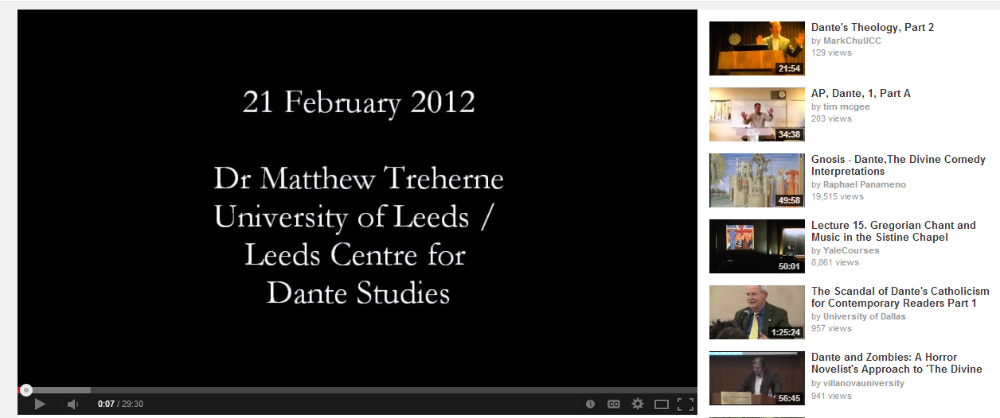 21 February 2012
Dr Matthew Treherne
University of Leeds /
Leeds Centre for
Dante Studies
CC
0:07 / 29:30
21:54
Dante's Theology, Part 2
by MarkChuUCC
129 views
34:38
AP, Dante, 1, Part A
by tim mcgee
203 views
49:58
Gnosis - Dante,The Divine Comedy
Interpretations
by Raphael Panameno
19,515 views
50:01
Lecture 15. Gregorian Chant and
Music in the Sistine Chapel
by YaleCourses
8,861 views
1:25:24
The Scandal of Dante's Catholicism
for Contemporary Readers Part 1
by University of Dallas
957 views
56:45
Dante and Zombies: A Horror
Novelist's Approach to 'The Divine
by villanovauniversity
941 views